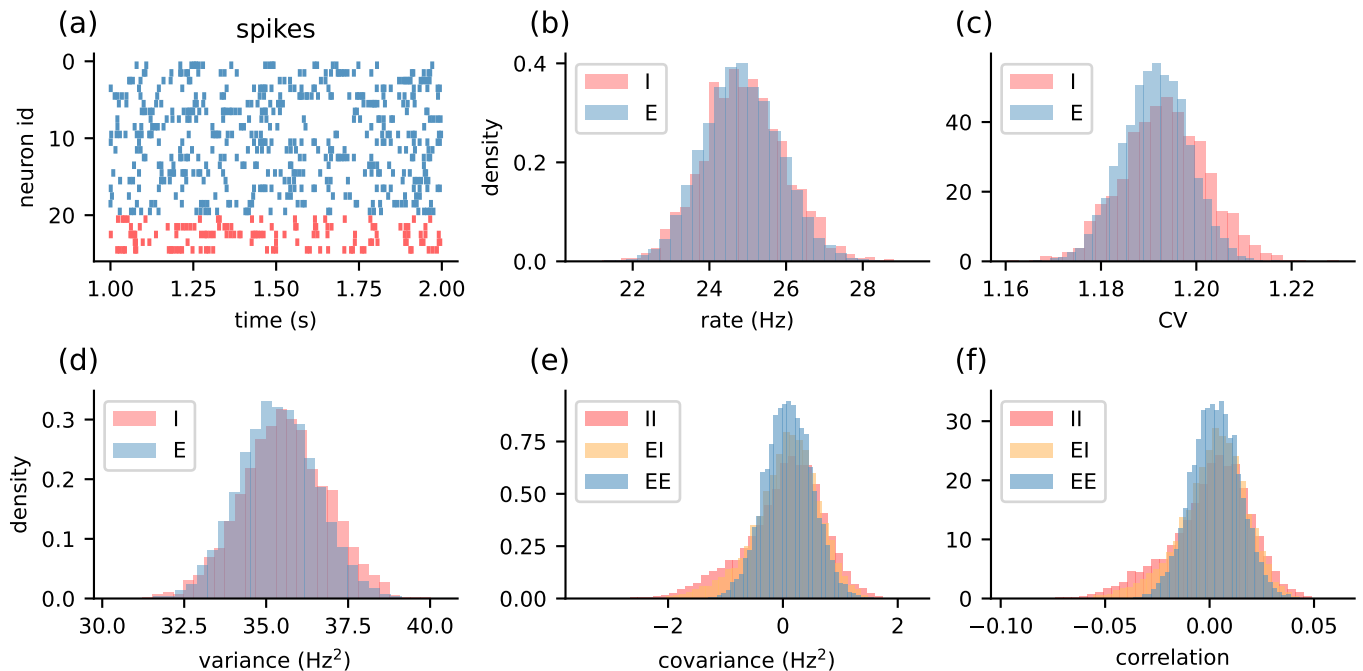 (a)
spikes
0
10
20
neuron id
1.00 1.25 1.50 1.75 2.00
time (s)
(b)
I
E
0.4
0.2
0.0
density
22 24 26 28
rate (Hz)
(c)
I
E
40
20
0
1.16 1.18 1.20 1.22
CV
(d)
I
E
0.3
0.2
0.1
0.0
density
30.0 32.5 35.0 37.5 40.0
variance (Hz²)
(e)
II
EI
EE
0.75
0.50
0.25
0.00
−2 0 2
covariance (Hz²)
(f)
II
EI
EE
30
20
10
0
−0.10 −0.05 0.00 0.05
correlation